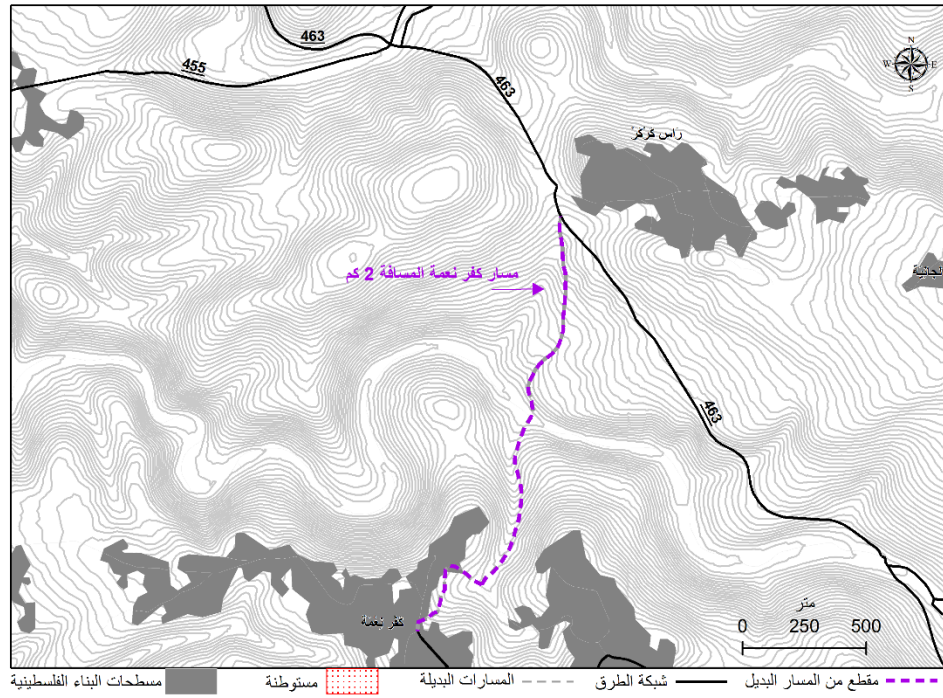 463
455
463
N
W E
S
راس كركر
لجانية
مسار كفر نعمة المسافة 2 كم
463
كفر نعمة
متر
0 250 500
مقطع من المسار البديل شبكة الطرق المسارات البديلة مستوطنة مسطحات البناء الفلسطينية